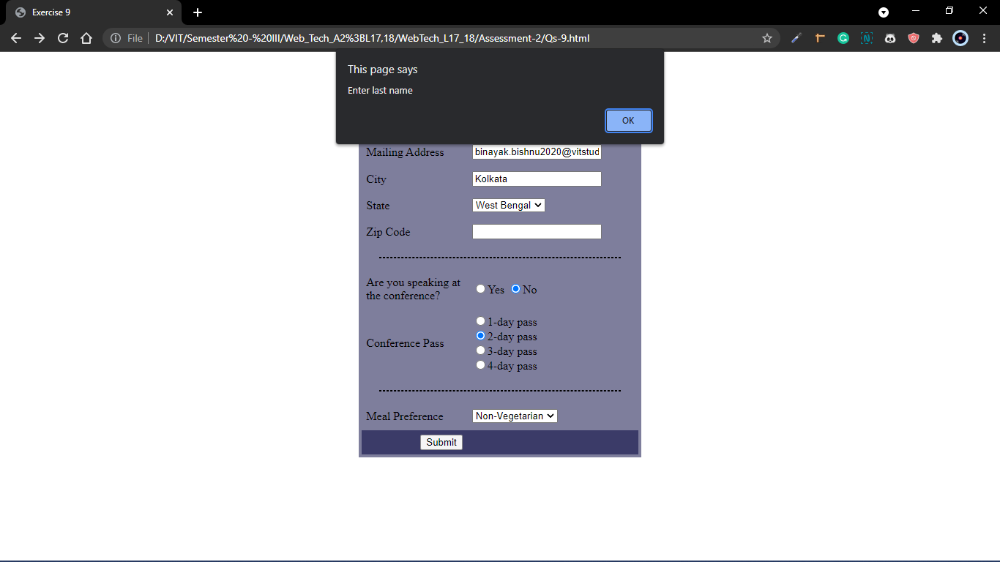 Exercise 9
File D:/VIT/Semester%20-%20III/Web_Tech_A2%3BL17,18/WebTech_L17_18/Assessment-2/Qs-9.html
This page says
Enter last name
OK
Mailing Address binayak.bishnu2020@vitstud
City Kolkata
State West Bengal
Zip Code
Are you speaking at
the conference?
Yes No
1-day pass
2-day pass
Conference Pass
3-day pass
4-day pass
Meal Preference Non-Vegetarian
Submit